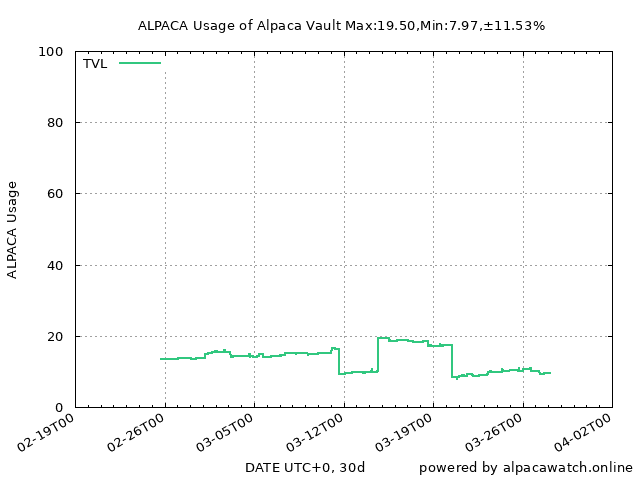 ALPACA Usage of Alpaca Vault Max:19.50,Min:7.97,±11.53%
TVL
ALPACA Usage
100
80
60
40
20
0
02-19T00
02-26T00
03-05T00
03-12T00
03-19T00
03-26T00
04-02T00
DATE UTC+0, 30d
powered by alpacawatch.online